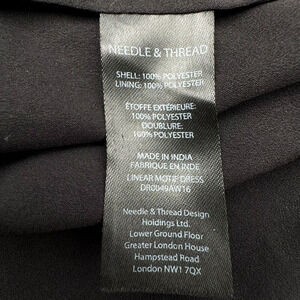 NEEDLE & THREAD
SHELL: 100% POLYESTER
LINING: 100% POLYESTER
ÉTOFFE EXTÉRIEURE:
100% POLYESTER
DOUBLURE:
100% POLYESTER
MADE IN INDIA
FABRIQUE EN INDE
LINEAR MOTIF DRESS
DR0049AW16
Needle & Thread Design
Holdings Ltd.
Lower Ground Floor
Greater London House
Hampstead Road
London NW1 7QX